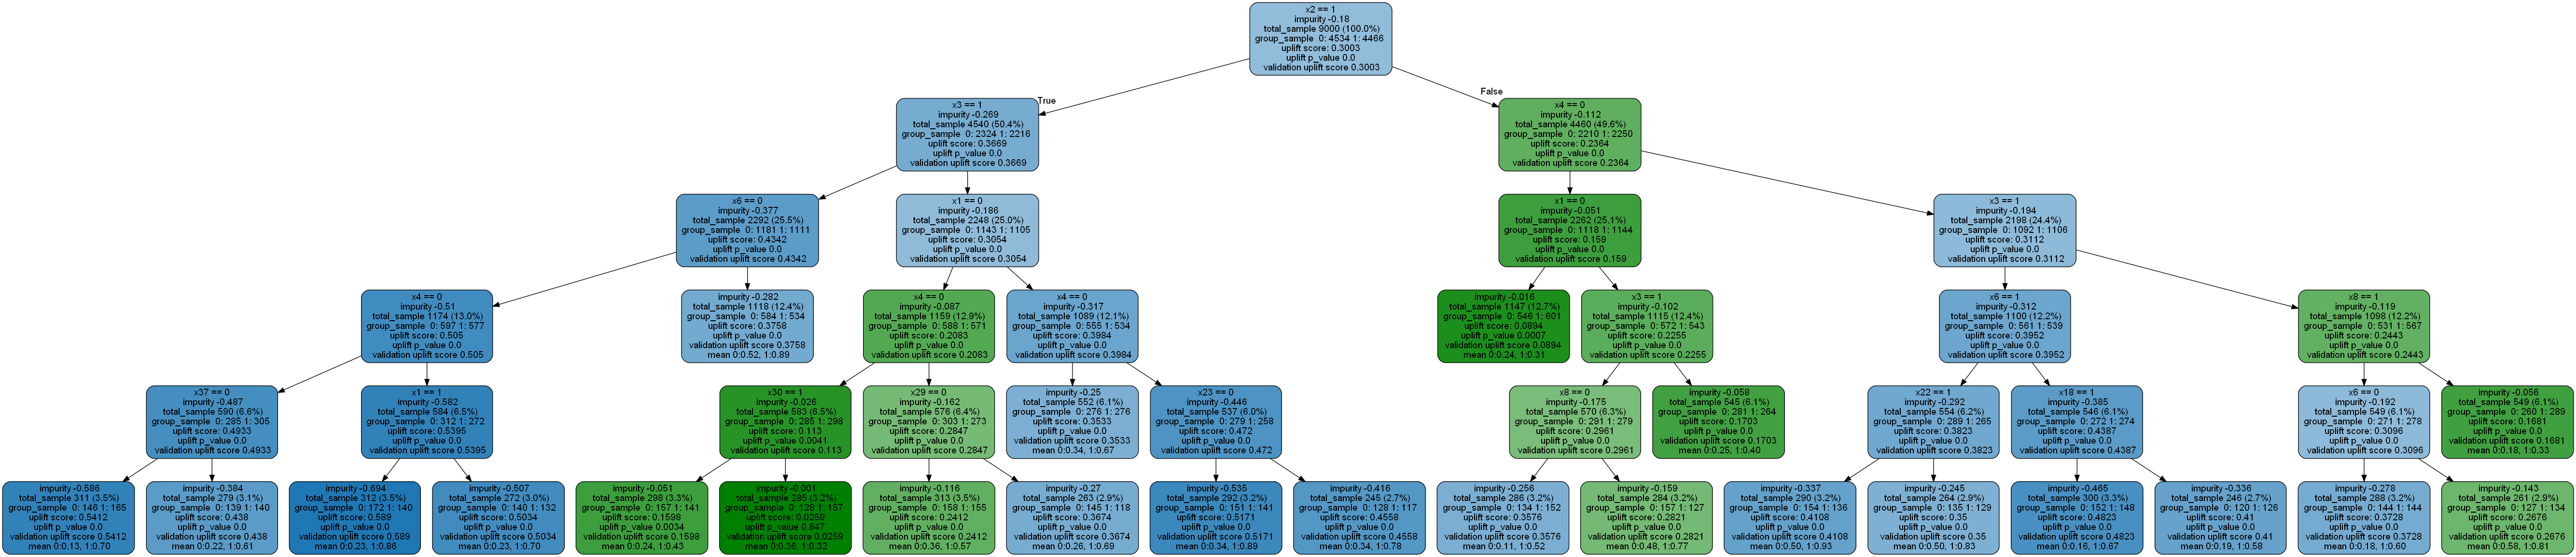 x2 == 1
impurity -0.18
total_sample 9000 (100.0%)
group_sample 0: 4534 1: 4466
uplift score: 0.3003
uplift p_value 0.0
validation uplift score 0.3003
True
False
x3 == 1
impurity -0.269
total_sample 4540 (50.4%)
group_sample 0: 2324 1: 2216
uplift score: 0.3669
uplift p_value 0.0
validation uplift score 0.3669
x4 == 0
impurity -0.112
total_sample 4460 (49.6%)
group_sample 0: 2210 1: 2250
uplift score: 0.2364
uplift p_value 0.0
validation uplift score 0.2364
x6 == 0
impurity -0.377
total_sample 2292 (25.5%)
group_sample 0: 1181 1: 1111
uplift score: 0.4342
uplift p_value 0.0
validation uplift score 0.4342
x1 == 0
impurity -0.186
total_sample 2248 (25.0%)
group_sample 0: 1143 1: 1105
uplift score: 0.3054
uplift p_value 0.0
validation uplift score 0.3054
x1 == 0
impurity -0.051
total_sample 2262 (25.1%)
group_sample 0: 1118 1: 1144
uplift score: 0.159
uplift p_value 0.0
validation uplift score 0.159
x3 == 1
impurity -0.194
total_sample 2198 (24.4%)
group_sample 0: 1092 1: 1106
uplift score: 0.3112
uplift p_value 0.0
validation uplift score 0.3112
x4 == 0
impurity -0.51
total_sample 1174 (13.0%)
group_sample 0: 597 1: 577
uplift score: 0.505
uplift p_value 0.0
validation uplift score 0.505
impurity -0.282
total_sample 1118 (12.4%)
group_sample 0: 584 1: 534
uplift score: 0.3758
uplift p_value 0.0
validation uplift score 0.3758
mean 0:0.52, 1:0.89
x4 == 0
impurity -0.087
total_sample 1159 (12.9%)
group_sample 0: 588 1: 571
uplift score: 0.2083
uplift p_value 0.0
validation uplift score 0.2083
x4 == 0
impurity -0.317
total_sample 1089 (12.1%)
group_sample 0: 555 1: 534
uplift score: 0.3984
uplift p_value 0.0
validation uplift score 0.3984
impurity -0.016
total_sample 1147 (12.7%)
group_sample 0: 546 1: 601
uplift score: 0.0894
uplift p_value 0.0007
validation uplift score 0.0894
mean 0:0.24, 1:0.31
x3 == 1
impurity -0.102
total_sample 1115 (12.4%)
group_sample 0: 572 1: 543
uplift score: 0.2255
uplift p_value 0.0
validation uplift score 0.2255
x6 == 1
impurity -0.312
total_sample 1100 (12.2%)
group_sample 0: 561 1: 539
uplift score: 0.3952
uplift p_value 0.0
validation uplift score 0.3952
x8 == 1
impurity -0.119
total_sample 1098 (12.2%)
group_sample 0: 531 1: 567
uplift score: 0.2443
uplift p_value 0.0
validation uplift score 0.2443
x37 == 0
impurity -0.487
total_sample 590 (6.6%)
group_sample 0: 285 1: 305
uplift score: 0.4933
uplift p_value 0.0
validation uplift score 0.4933
x1 == 1
impurity -0.582
total_sample 584 (6.5%)
group_sample 0: 312 1: 272
uplift score: 0.5395
uplift p_value 0.0
validation uplift score 0.5395
x30 == 1
impurity -0.026
total_sample 583 (6.5%)
group_sample 0: 285 1: 298
uplift score: 0.113
uplift p_value 0.0041
validation uplift score 0.113
x29 == 0
impurity -0.162
total_sample 576 (6.4%)
group_sample 0: 303 1: 273
uplift score: 0.2847
uplift p_value 0.0
validation uplift score 0.2847
impurity -0.25
total_sample 552 (6.1%)
group_sample 0: 276 1: 276
uplift score: 0.3533
uplift p_value 0.0
validation uplift score 0.3533
mean 0:0.34, 1:0.67
x23 == 0
impurity -0.446
total_sample 537 (6.0%)
group_sample 0: 279 1: 258
uplift score: 0.472
uplift p_value 0.0
validation uplift score 0.472
x8 == 0
impurity -0.175
total_sample 570 (6.3%)
group_sample 0: 291 1: 279
uplift score: 0.2961
uplift p_value 0.0
validation uplift score 0.2961
impurity -0.058
total_sample 545 (6.1%)
group_sample 0: 281 1: 264
uplift score: 0.1703
uplift p_value 0.0
validation uplift score 0.1703
mean 0:0.25, 1:0.40
x22 == 1
impurity -0.292
total_sample 554 (6.2%)
group_sample 0: 289 1: 265
uplift score: 0.3823
uplift p_value 0.0
validation uplift score 0.3823
x18 == 1
impurity -0.385
total_sample 546 (6.1%)
group_sample 0: 272 1: 274
uplift score: 0.4387
uplift p_value 0.0
validation uplift score 0.4387
x6 == 0
impurity -0.192
total_sample 549 (6.1%)
group_sample 0: 271 1: 278
uplift score: 0.3096
uplift p_value 0.0
validation uplift score 0.3096
impurity -0.056
total_sample 549 (6.1%)
group_sample 0: 260 1: 289
uplift score: 0.1681
uplift p_value 0.0
validation uplift score 0.1681
mean 0:0.18, 1:0.33
impurity -0.586
total_sample 311 (3.5%)
group_sample 0: 146 1: 165
uplift score: 0.5412
uplift p_value 0.0
validation uplift score 0.5412
mean 0:0.13, 1:0.70
impurity -0.384
total_sample 279 (3.1%)
group_sample 0: 139 1: 140
uplift score: 0.438
uplift p_value 0.0
validation uplift score 0.438
mean 0:0.22, 1:0.61
impurity -0.694
total_sample 312 (3.5%)
group_sample 0: 172 1: 140
uplift score: 0.589
uplift p_value 0.0
validation uplift score 0.589
mean 0:0.23, 1:0.86
impurity -0.507
total_sample 272 (3.0%)
group_sample 0: 140 1: 132
uplift score: 0.5034
uplift p_value 0.0
validation uplift score 0.5034
mean 0:0.23, 1:0.70
impurity -0.051
total_sample 298 (3.3%)
group_sample 0: 157 1: 141
uplift score: 0.1598
uplift p_value 0.0034
validation uplift score 0.1598
mean 0:0.24, 1:0.43
impurity -0.001
total_sample 285 (3.2%)
group_sample 0: 128 1: 157
uplift score: 0.0259
uplift p_value 0.647
validation uplift score 0.0259
mean 0:0.36, 1:0.32
impurity -0.116
total_sample 313 (3.5%)
group_sample 0: 158 1: 155
uplift score: 0.2412
uplift p_value 0.0
validation uplift score 0.2412
mean 0:0.36, 1:0.57
impurity -0.27
total_sample 263 (2.9%)
group_sample 0: 145 1: 118
uplift score: 0.3674
uplift p_value 0.0
validation uplift score 0.3674
mean 0:0.26, 1:0.69
impurity -0.535
total_sample 292 (3.2%)
group_sample 0: 151 1: 141
uplift score: 0.5171
uplift p_value 0.0
validation uplift score 0.5171
mean 0:0.34, 1:0.89
impurity -0.416
total_sample 245 (2.7%)
group_sample 0: 128 1: 117
uplift score: 0.4558
uplift p_value 0.0
validation uplift score 0.4558
mean 0:0.34, 1:0.78
impurity -0.256
total_sample 286 (3.2%)
group_sample 0: 134 1: 152
uplift score: 0.3576
uplift p_value 0.0
validation uplift score 0.3576
mean 0:0.11, 1:0.52
impurity -0.159
total_sample 284 (3.2%)
group_sample 0: 157 1: 127
uplift score: 0.2821
uplift p_value 0.0
validation uplift score 0.2821
mean 0:0.48, 1:0.77
impurity -0.337
total_sample 290 (3.2%)
group_sample 0: 154 1: 136
uplift score: 0.4108
uplift p_value 0.0
validation uplift score 0.4108
mean 0:0.50, 1:0.93
impurity -0.245
total_sample 264 (2.9%)
group_sample 0: 135 1: 129
uplift score: 0.35
uplift p_value 0.0
validation uplift score 0.35
mean 0:0.50, 1:0.83
impurity -0.465
total_sample 300 (3.3%)
group_sample 0: 152 1: 148
uplift score: 0.4823
uplift p_value 0.0
validation uplift score 0.4823
mean 0:0.16, 1:0.67
impurity -0.336
total_sample 246 (2.7%)
group_sample 0: 120 1: 126
uplift score: 0.41
uplift p_value 0.0
validation uplift score 0.41
mean 0:0.19, 1:0.58
impurity -0.278
total_sample 288 (3.2%)
group_sample 0: 144 1: 144
uplift score: 0.3728
uplift p_value 0.0
validation uplift score 0.3728
mean 0:0.18, 1:0.60
impurity -0.143
total_sample 261 (2.9%)
group_sample 0: 127 1: 134
uplift score: 0.2676
uplift p_value 0.0
validation uplift score 0.2676
mean 0:0.58, 1:0.81